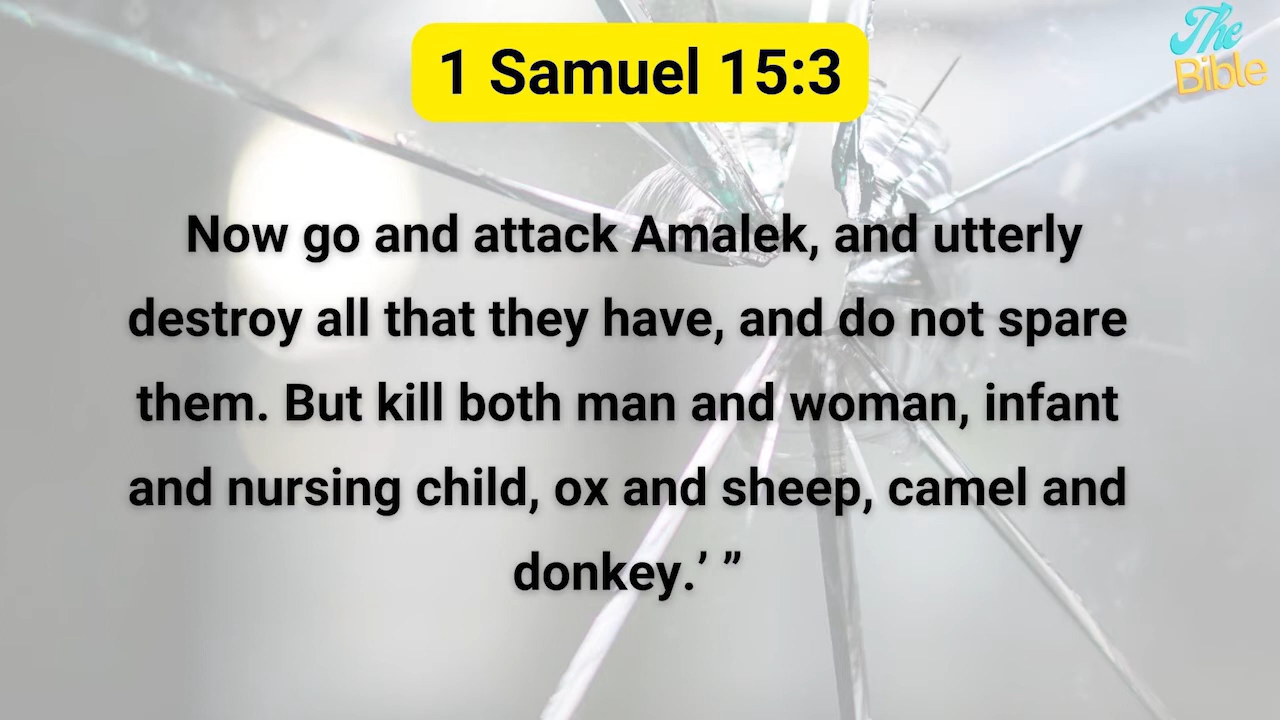 1 Samuel 15:3
The
Bible
Now go and attack Amalek, and utterly
destroy all that they have, and do not spare
them. But kill both man and woman, infant
and nursing child, ox and sheep, camel and
donkey.’ ”